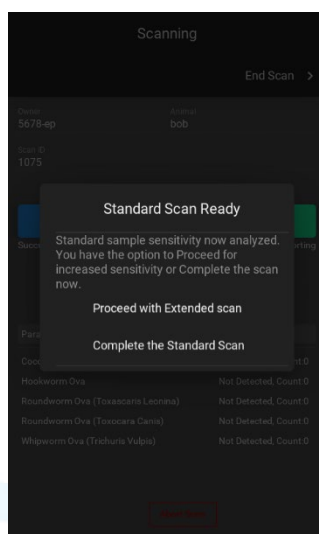 Scanning
End Scan >
Owner
Animal
5678-ep
bob
Scan ID
1075
Standard Scan Ready
Standard sample sensitivity now analyzed.
You have the option to Proceed for
increased sensitivity or Complete the scan
now.
Proceed with Extended scan
Complete the Standard Scan
Hookworm Ova Not Detected, Count:0
Roundworm Ova (Toxascaris Leonina) Not Detected, Count:0
Roundworm Ova (Toxocara Canis) Not Detected, Count:0
Whipworm Ova (Trichuris Vulpis) Not Detected, Count:0